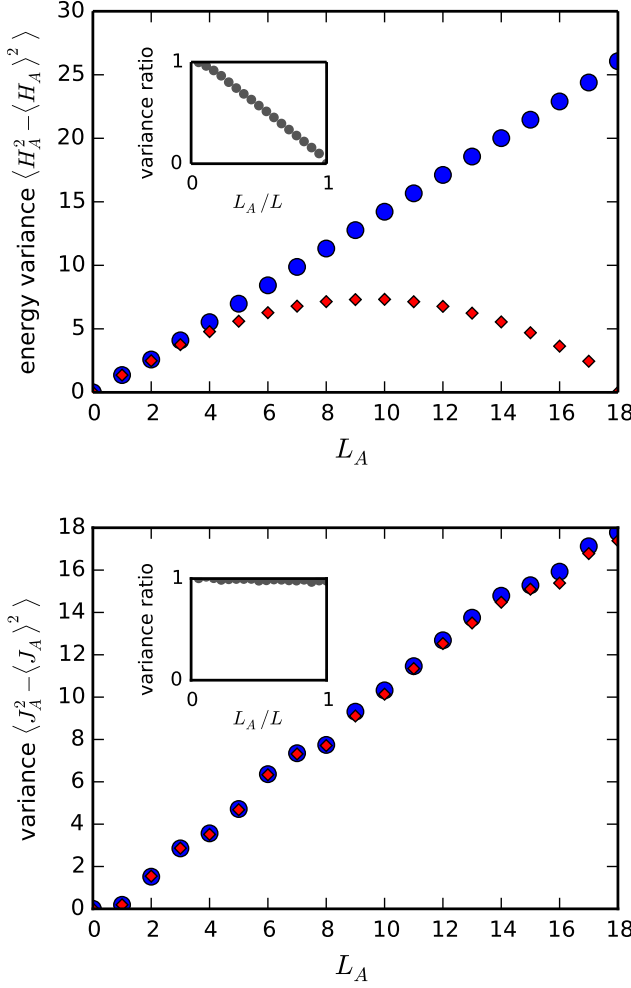 30
25
20
15
10
5
0
energy variance ⟨H_A^2 −⟨H_A⟩^2⟩
1
0
variance ratio
0 1
L_A/L
0 2 4 6 8 10 12 14 16 18
L_A
18
16
14
12
10
8
6
4
2
0
variance ⟨J_A^2 −⟨J_A⟩^2⟩
1
0
variance ratio
0 1
L_A/L
0 2 4 6 8 10 12 14 16 18
L_A